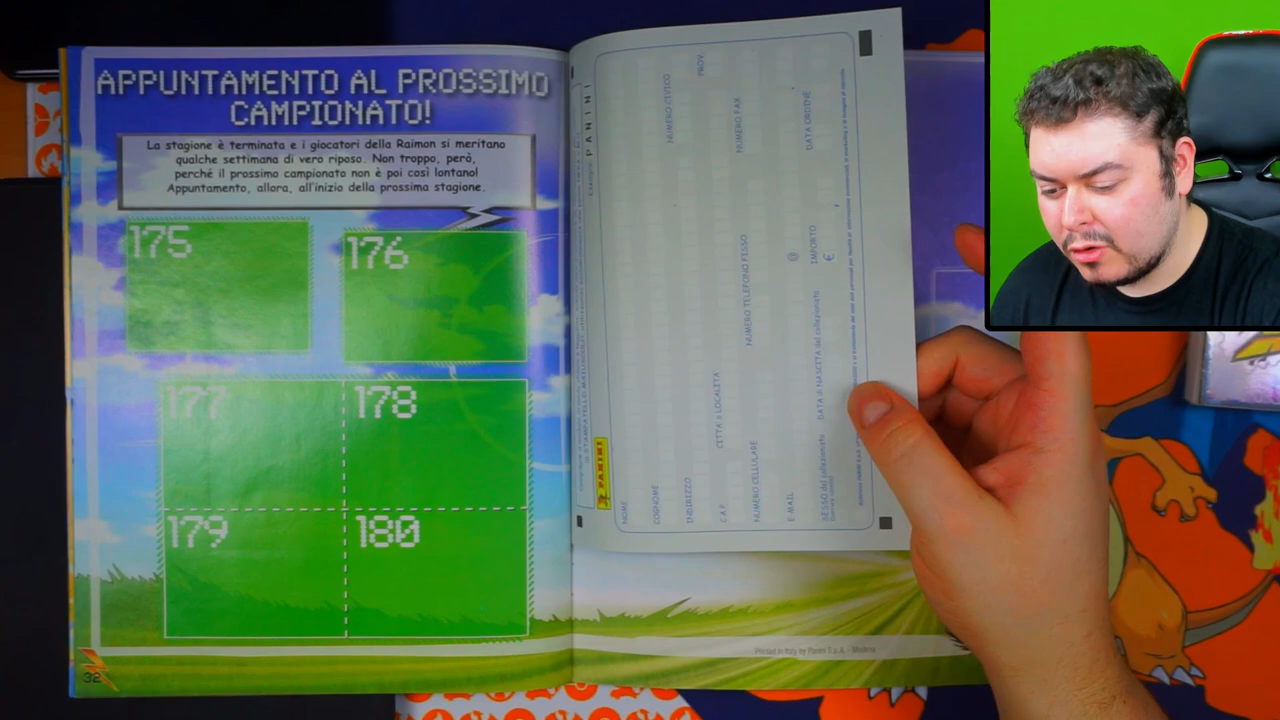 APPUNTAMENTO AL PROSSIMO
CAMPIONATO!
La stagione è terminata e i giocatori della Raimon si meritano
qualche settimana di vero riposo. Non troppo, però,
perché il prossimo campionato non è poi così lontano!
Appuntamento, allora, all'inizio della prossima stagione.
175
176
177
178
179
180
32
PANINI
PANINI
NOME
COGNOME
INDIRIZZO
NUMERO CIVICO
C.A.P.
CITTÀ o LOCALITÀ
PROV.
NUMERO CELLULARE
NUMERO TELEFONO FISSO
NUMERO FAX
E-MAIL
@
SESSO del collezionista
DATA di NASCITA del collezionista
IMPORTO
€
DATA ORDINE
Printed in Italy by Panini S.p.A. - Modena